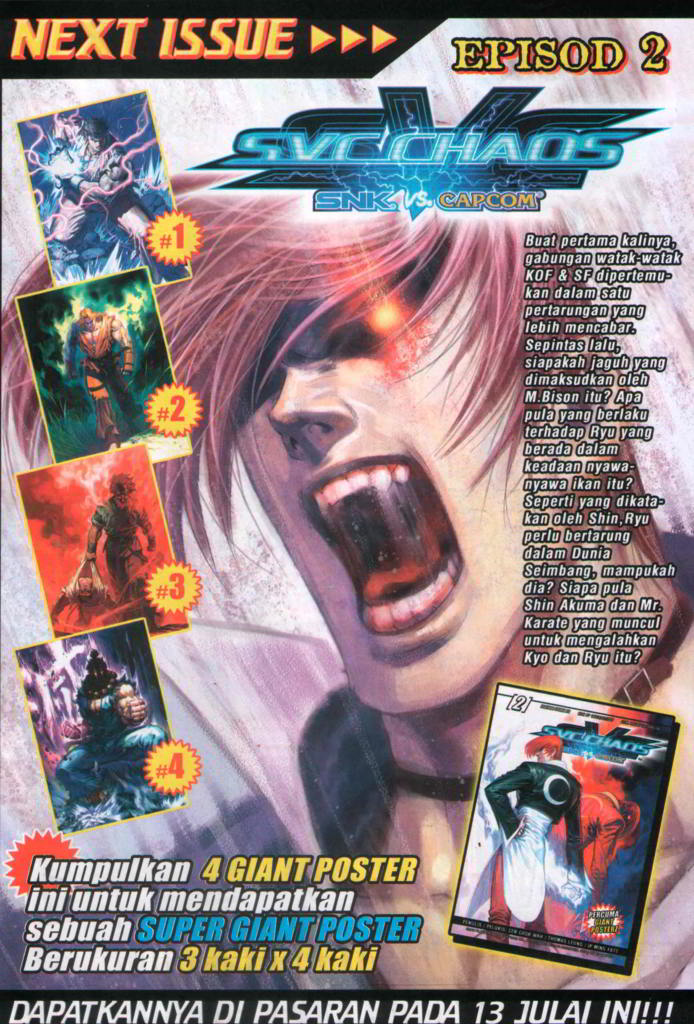 NEXT ISSUE
EPISOD 2
SVC CHAOS
SNK VS. CAPCOM
#1
#2
#3
#4
Buat pertama kalinya,
gabungan watak-watak
KOF & SF dipertemu-
kan dalam satu
pertarungan yang
lebih mencabar.
Sepintas lalu,
siapakah jaguh yang
dimaksudkan oleh
M.Bison itu? Apa
pula yang berlaku
terhadap Ryu yang
berada dalam
keadaan nyawa-
nyawa ikan itu?
Seperti yang dikata-
kan oleh Shin,Ryu
perlu bertarung
dalam Dunia
Seimbang, mampukah
dia? Siapa pula
Shin Akuma dan Mr.
Karate yang muncul
untuk mengalahkan
Kyo dan Ryu itu?
[2]
SVC CHAOS
PERCUMA
GIANT
POSTER!
Kumpulkan 4 GIANT POSTER
ini untuk mendapatkan
sebuah SUPER GIANT POSTER
Berukuran 3 kaki x 4 kaki
DAPATKANNYA DI PASARAN PADA 13 JULAI INI!!!